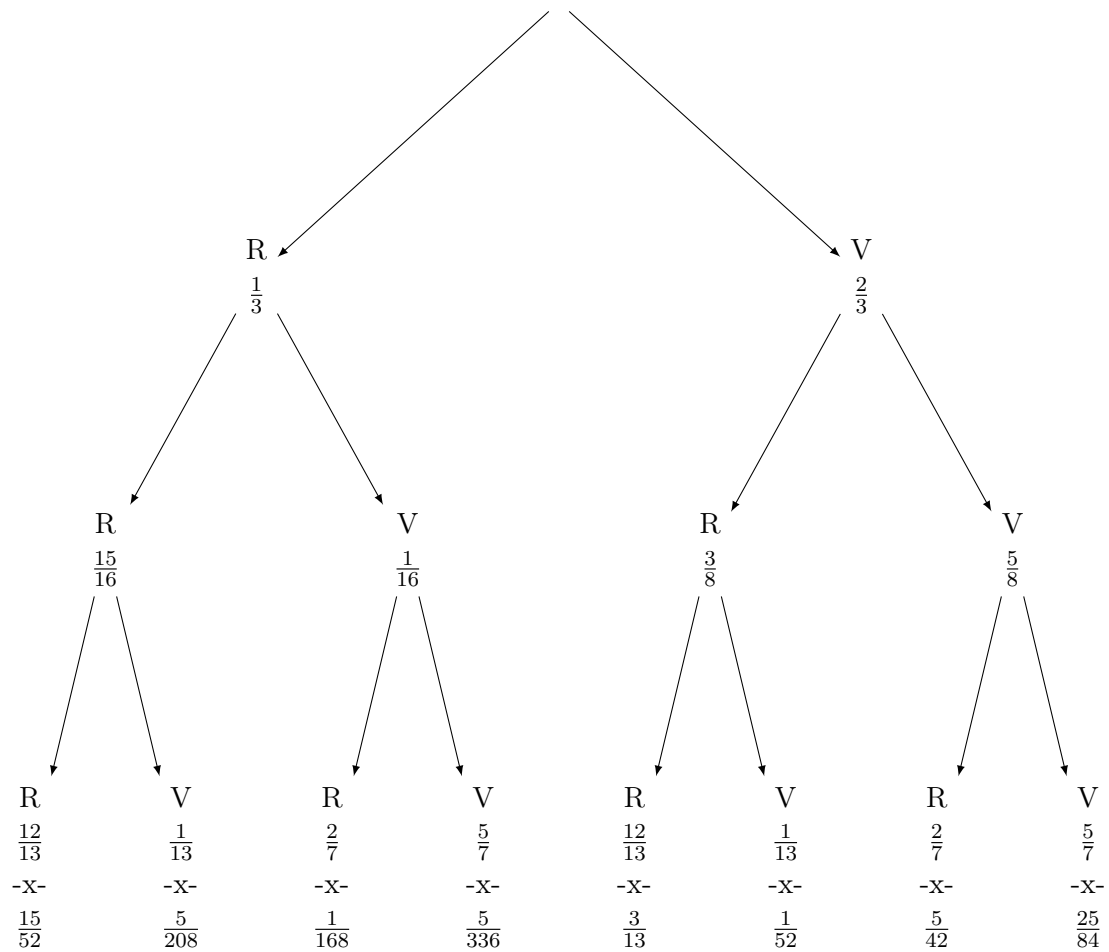 R V
1/3 2/3
R V R V
15/16 1/16 3/8 5/8
R V R V R V R V
12/13 1/13 2/7 5/7 12/13 1/13 2/7 5/7
-x- -x- -x- -x- -x- -x- -x- -x-
15/52 5/208 1/168 5/336 3/13 1/52 5/42 25/84